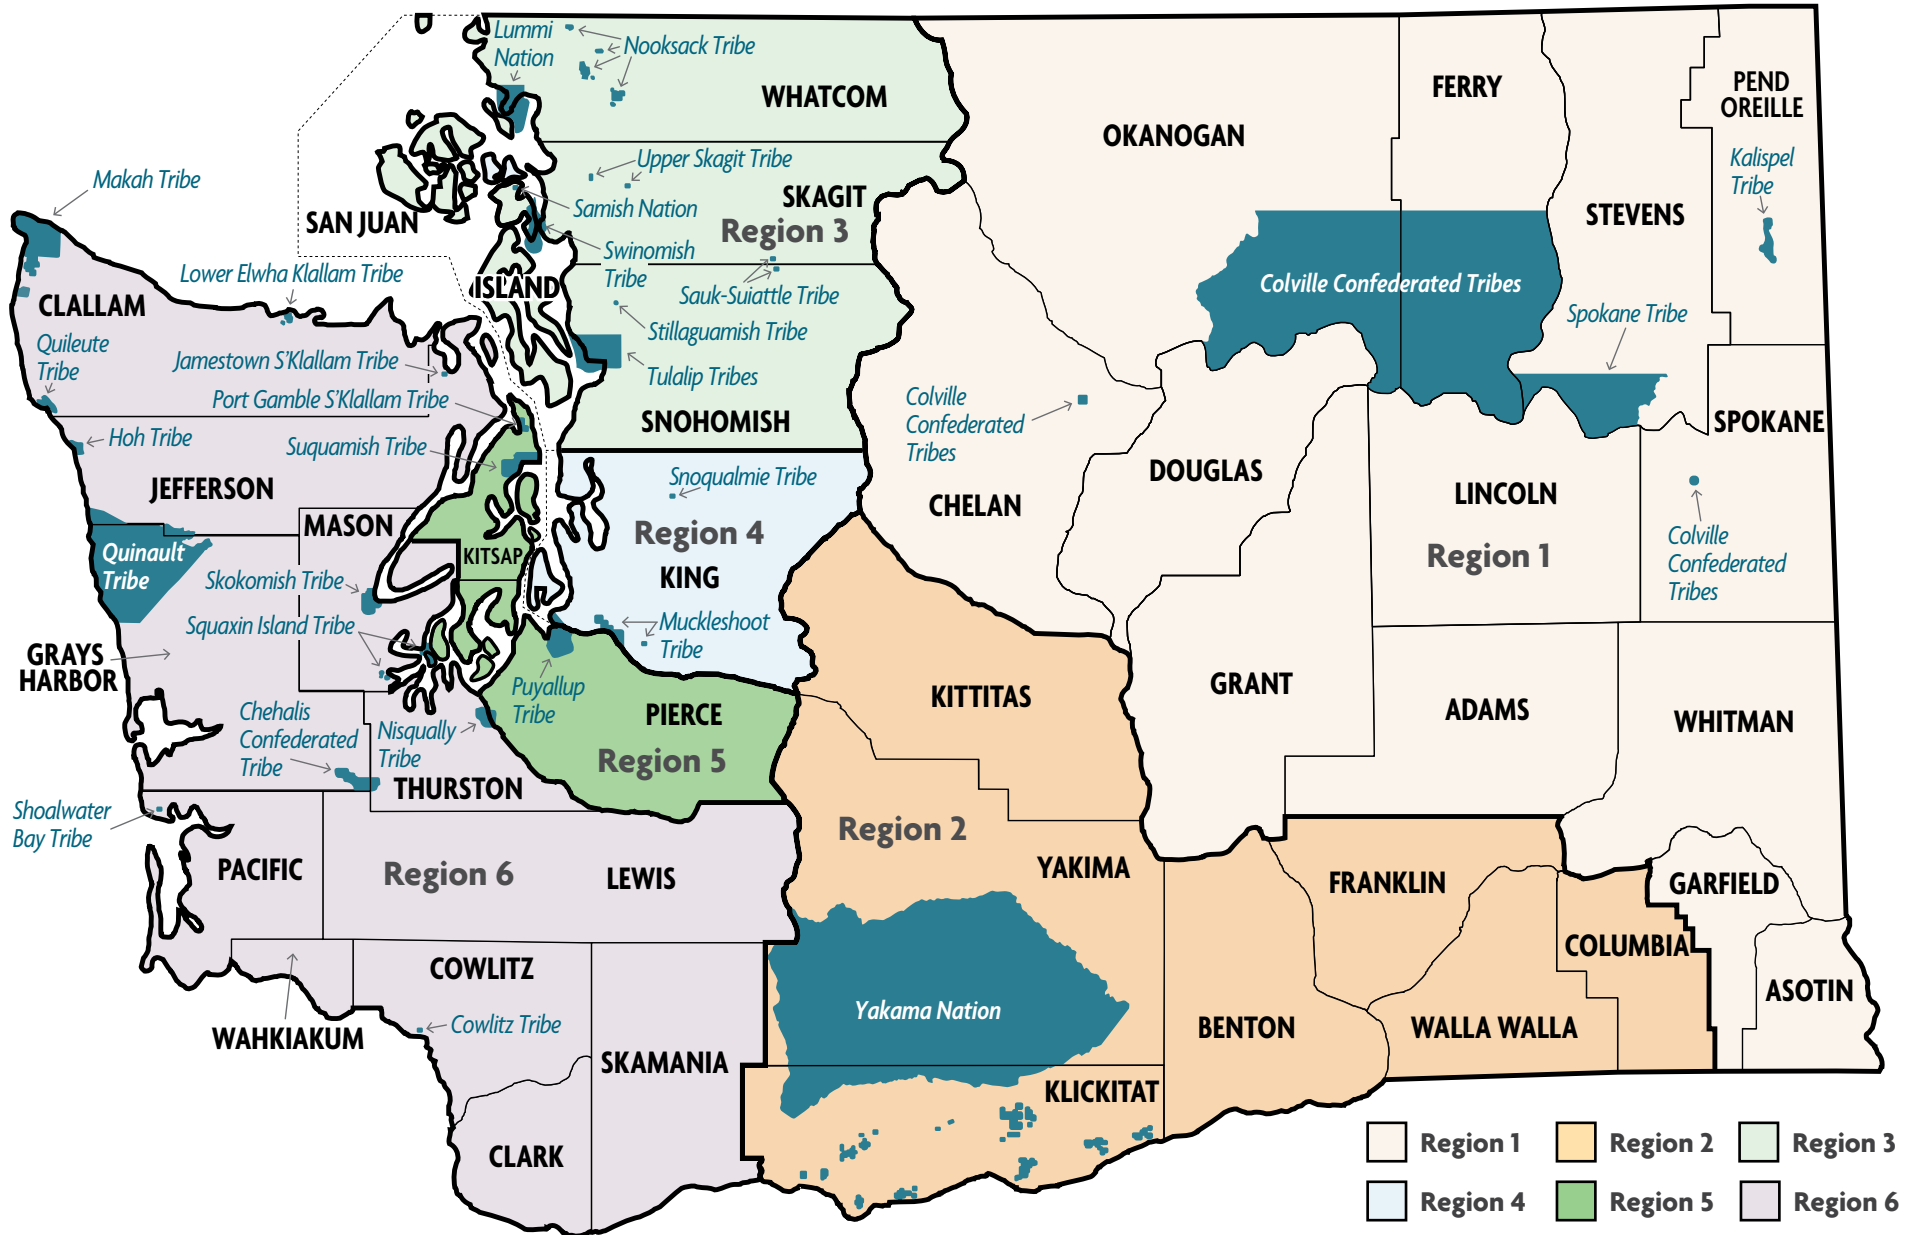 Lummi
Nation
Nooksack Tribe
WHATCOM
FERRY
PEND
OREILLE
OKANOGAN
Kalispel
Tribe
Makah Tribe
Upper Skagit Tribe
SKAGIT
Samish Nation
SAN JUAN
Region 3
STEVENS
Swinomish
Tribe
Lower Elwha Klallam Tribe
ISLAND
Sauk-Suiattle Tribe
Colville Confederated Tribes
CLALLAM
Stillaguamish Tribe
Spokane Tribe
Quileute
Tribe
Jamestown S'Klallam Tribe
Tulalip Tribes
Port Gamble S'Klallam Tribe
Colville
Confederated
Tribes
SNOHOMISH
SPOKANE
Hoh Tribe
Suquamish Tribe
Snoqualmie Tribe
DOUGLAS
JEFFERSON
LINCOLN
CHELAN
MASON
Region 4
Colville
Confederated
Tribes
Quinault
Tribe
KITSAP
Region 1
Skokomish Tribe
KING
Squaxin Island Tribe
Muckleshoot
Tribe
GRAYS
HARBOR
Puyallup
Tribe
KITTITAS
GRANT
Chehalis
Confederated
Tribe
Nisqually
Tribe
PIERCE
ADAMS
WHITMAN
Region 5
THURSTON
Shoalwater
Bay Tribe
Region 2
PACIFIC
Region 6
LEWIS
YAKIMA
FRANKLIN
GARFIELD
COLUMBIA
COWLITZ
ASOTIN
Yakama Nation
WAHKIAKUM
Cowlitz Tribe
BENTON
WALLA WALLA
SKAMANIA
KLICKITAT
CLARK
Region 1
Region 2
Region 3
Region 4
Region 5
Region 6